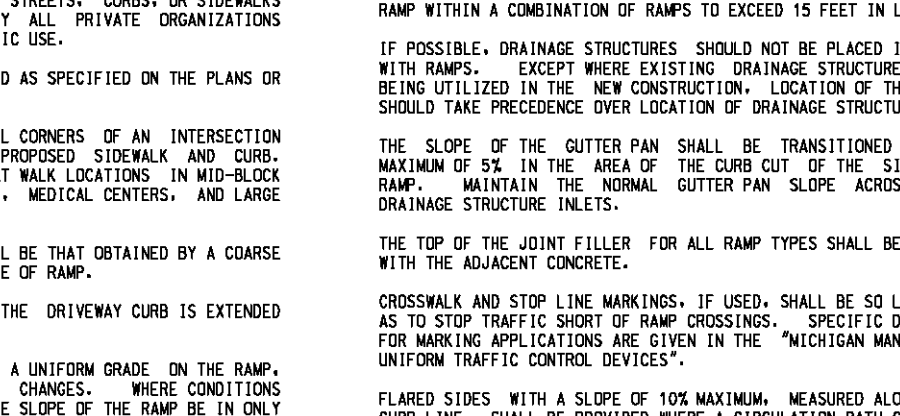 STREETS, CURBS, OR SIDEWALKS
Y ALL PRIVATE ORGANIZATIONS
IC USE.
D AS SPECIFIED ON THE PLANS OR
L CORNERS OF AN INTERSECTION
PROPOSED SIDEWALK AND CURB.
T WALK LOCATIONS IN MID-BLOCK
, MEDICAL CENTERS, AND LARGE
L BE THAT OBTAINED BY A COARSE
E OF RAMP.
THE DRIVEWAY CURB IS EXTENDED
A UNIFORM GRADE ON THE RAMP,
CHANGES. WHERE CONDITIONS
E SLOPE OF THE RAMP BE IN ONLY
RAMP WITHIN A COMBINATION OF RAMPS TO EXCEED 15 FEET IN L
IF POSSIBLE, DRAINAGE STRUCTURES SHOULD NOT BE PLACED I
WITH RAMPS. EXCEPT WHERE EXISTING DRAINAGE STRUCTURE
BEING UTILIZED IN THE NEW CONSTRUCTION, LOCATION OF TH
SHOULD TAKE PRECEDENCE OVER LOCATION OF DRAINAGE STRUCTU
THE SLOPE OF THE GUTTER PAN SHALL BE TRANSITIONED
MAXIMUM OF 5% IN THE AREA OF THE CURB CUT OF THE SI
RAMP. MAINTAIN THE NORMAL GUTTER PAN SLOPE ACROS
DRAINAGE STRUCTURE INLETS.
THE TOP OF THE JOINT FILLER FOR ALL RAMP TYPES SHALL BE
WITH THE ADJACENT CONCRETE.
CROSSWALK AND STOP LINE MARKINGS, IF USED, SHALL BE SO L
AS TO STOP TRAFFIC SHORT OF RAMP CROSSINGS. SPECIFIC D
FOR MARKING APPLICATIONS ARE GIVEN IN THE "MICHIGAN MAN
UNIFORM TRAFFIC CONTROL DEVICES".
FLARED SIDES WITH A SLOPE OF 10% MAXIMUM, MEASURED ALO
CURB LINE, SHALL BE PROVIDED WHERE A CIRCULATION PATH C